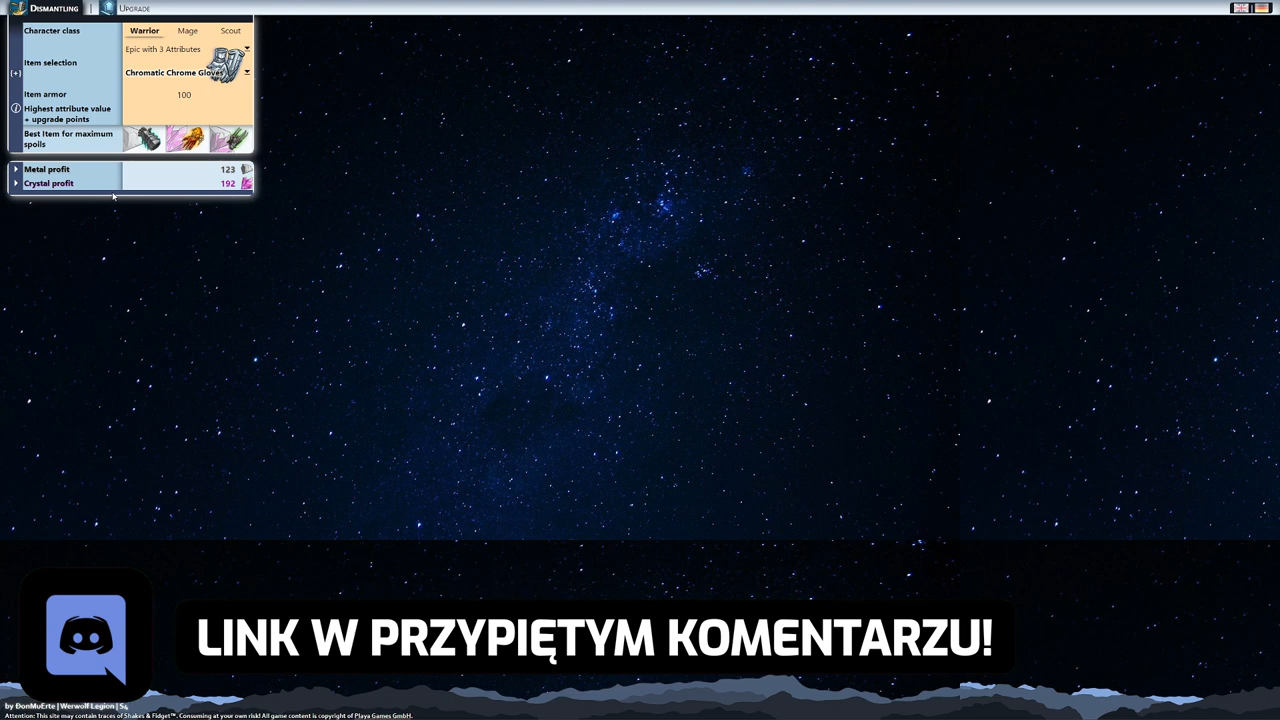 DISMANTLING | UPGRADE
Character class
Warrior Mage Scout
Epic with 3 Attributes
Item selection
[+]
Chromatic Chrome Gloves
Item armor
100
Highest attribute value
+ upgrade points
Best Item for maximum
spoils
Metal profit 123
Crystal profit 192
LINK W PRZYPIĘTYM KOMENTARZU!
by ĐonMuErte | Werwolf Legion | S4
Attention: This site may contain traces of Shakes & Fidget™. Consuming at your own risk! All game content is copyright of Playa Games GmbH.